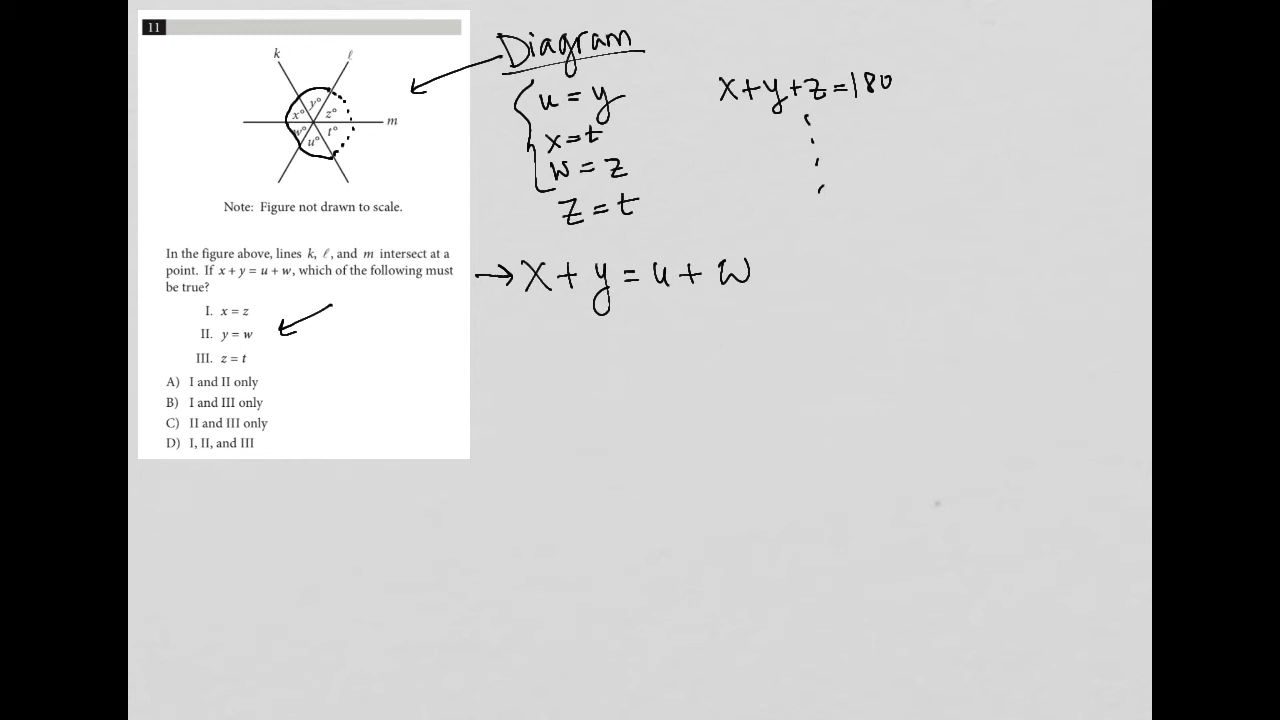 11
k
ℓ
y°
x°
z°
m
w°
t°
u°
Note: Figure not drawn to scale.
In the figure above, lines k, ℓ, and m intersect at a
point. If x + y = u + w, which of the following must
be true?
I. x = z
II. y = w
III. z = t
A) I and II only
B) I and III only
C) II and III only
D) I, II, and III
Diagram
u = y
x = t
w = z
z = t
x + y + z = 180
x + y = u + w